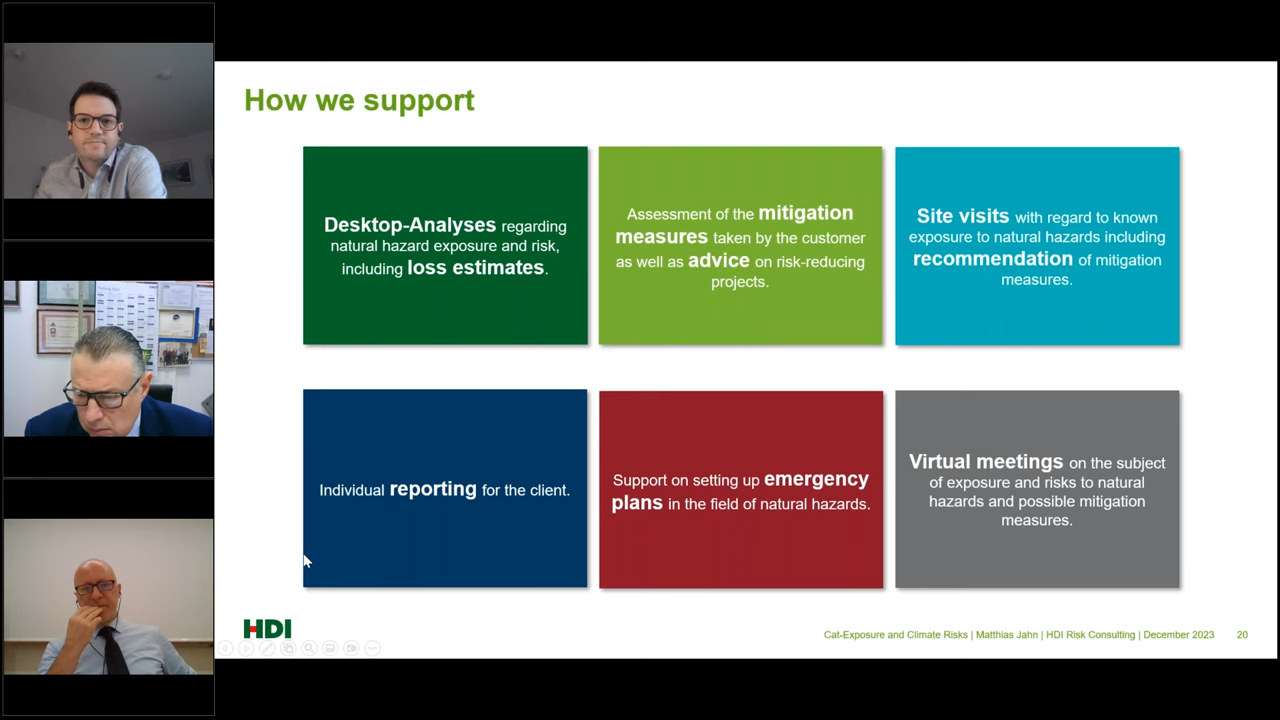 How we support
Desktop-Analyses regarding
natural hazard exposure and risk,
including loss estimates.
Assessment of the mitigation
measures taken by the customer
as well as advice on risk-reducing
projects.
Site visits with regard to known
exposure to natural hazards including
recommendation of mitigation
measures.
Individual reporting for the client.
Support on setting up emergency
plans in the field of natural hazards.
Virtual meetings on the subject
of exposure and risks to natural
hazards and possible mitigation
measures.
HDI
Cat-Exposure and Climate Risks | Matthias Jahn | HDI Risk Consulting | December 2023 20